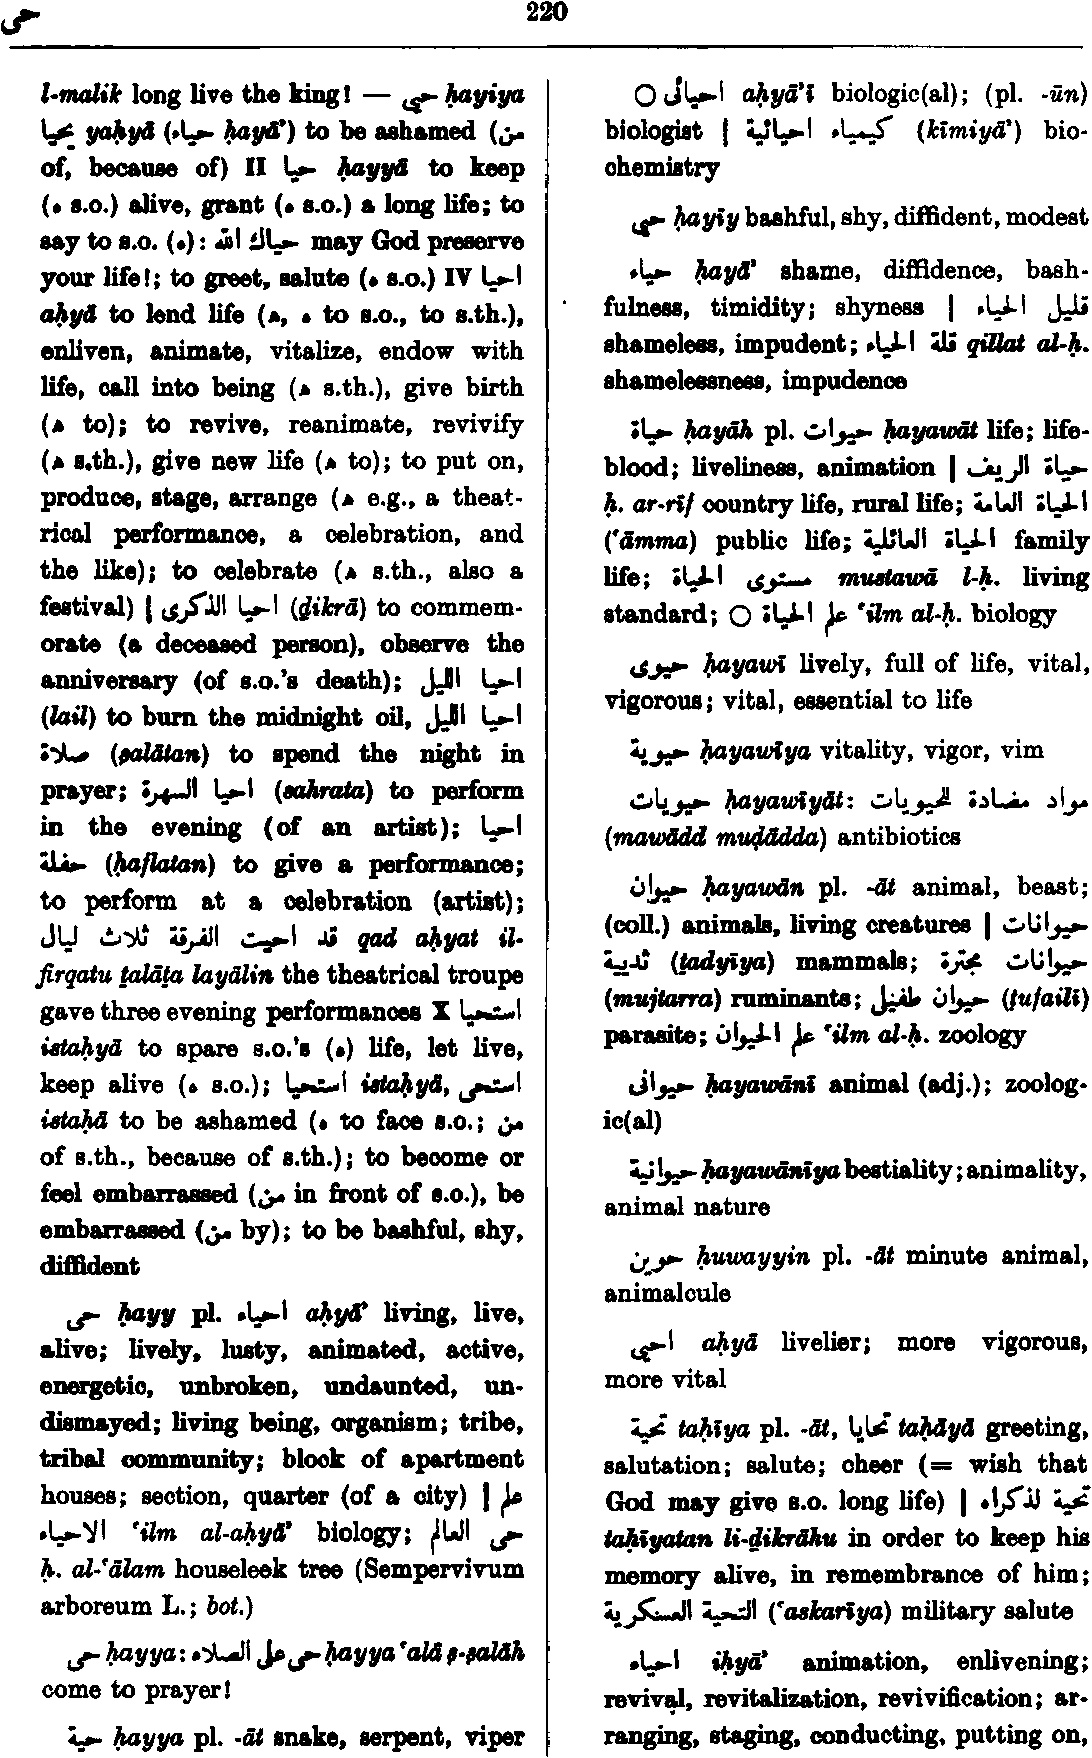 حى
220
l-malik long live the king! — حيي ḥayiya
يحيا yaḥyā (حياء ḥayā’) to be ashamed (من
of, because of) II حيا ḥayyā to keep
(ه s.o.) alive, grant (ه s.o.) a long life; to
say to s.o. (ه): حياك الله may God preserve
your life!; to greet, salute (ه s.o.) IV احيا
aḥyā to lend life (ﻫ, ه to s.o., to s.th.),
enliven, animate, vitalize, endow with
life, call into being (ﻫ s.th.), give birth
(ﻫ to); to revive, reanimate, revivify
(ﻫ s.th.), give new life (ﻫ to); to put on,
produce, stage, arrange (ﻫ e.g., a theat-
rical performance, a celebration, and
the like); to celebrate (ﻫ s.th., also a
festival) | احيا الذكرى (ḏikrā) to commem-
orate (a deceased person), observe the
anniversary (of s.o.’s death); احيا الليل
(lail) to burn the midnight oil, احيا الليل
صلاة (ṣalātan) to spend the night in
prayer; احيا السهرة (sahrata) to perform
in the evening (of an artist); احيا
حفلة (ḥaflatan) to give a performance;
to perform at a celebration (artist);
قد احيت الفرقة ثلاث ليال qad aḥyat il-
firqatu ṯalāṯa layālin the theatrical troupe
gave three evening performances X استحيا
istaḥyā to spare s.o.’s (ه) life, let live,
keep alive (ه s.o.); استحيا istaḥyā, استحى
istaḥā to be ashamed (ه to face s.o.; من
of s.th., because of s.th.); to become or
feel embarrassed (من in front of s.o.), be
embarrassed (من by); to be bashful, shy,
diffident
حى ḥayy pl. احياء aḥyā’ living, live,
alive; lively, lusty, animated, active,
energetic, unbroken, undaunted, un-
dismayed; living being, organism; tribe,
tribal community; block of apartment
houses; section, quarter (of a city) | علم
الاحياء ‘ilm al-aḥyā’ biology; حى العالم
ḥ. al-‘ālam houseleek tree (Sempervivum
arboreum L.; bot.)
حى ḥayya: حى على الصلاه ḥayya ‘alā ṣ-ṣalāh
come to prayer!
حية ḥayya pl. -āt snake, serpent, viper
○ احيائى aḥyā’ī biologic(al); (pl. -ūn)
biologist | كيمياء احيائية (kīmiyā’) bio-
chemistry
حيي ḥayīy bashful, shy, diffident, modest
حياء ḥayā’ shame, diffidence, bash-
fulness, timidity; shyness | قليل الحياء
shameless, impudent; قلة الحياء qillat al-ḥ.
shamelessness, impudence
حياة ḥayāh pl. حيوات ḥayawāt life; life-
blood; liveliness, animation | حياة الريف
ḥ. ar-rīf country life, rural life; الحياة العامة
(‘āmma) public life; الحياة العائلية family
life; مستوى الحياة mustawā l-ḥ. living
standard; ○ علم الحياة ‘ilm al-ḥ. biology
حيوى ḥayawī lively, full of life, vital,
vigorous; vital, essential to life
حيوية ḥayawīya vitality, vigor, vim
حيويات ḥayawīyāt: مواد مضادة للحيويات
(mawādd muḍādda) antibiotics
حيوان ḥayawān pl. -āt animal, beast;
(coll.) animals, living creatures | حيوانات
ثديية (ṯadyīya) mammals; حيوانات مجترة
(mujtarra) ruminants; حيوان طفيلى (ṭufailī)
parasite; علم الحيوان ‘ilm al-ḥ. zoology
حيوانى ḥayawānī animal (adj.); zoolog-
ic(al)
حيوانية ḥayawānīya bestiality; animality,
animal nature
حوين ḥuwayyin pl. -āt minute animal,
animalcule
احيى aḥyā livelier; more vigorous,
more vital
تحية taḥīya pl. -āt, تحايا taḥāyā greeting,
salutation; salute; cheer (= wish that
God may give s.o. long life) | تحية لذكراه
taḥīyatan li-ḏikrāhu in order to keep his
memory alive, in remembrance of him;
التحية العسكرية (‘askarīya) military salute
احياء iḥyā’ animation, enlivening;
revival, revitalization, revivification; ar-
ranging, staging, conducting, putting on,